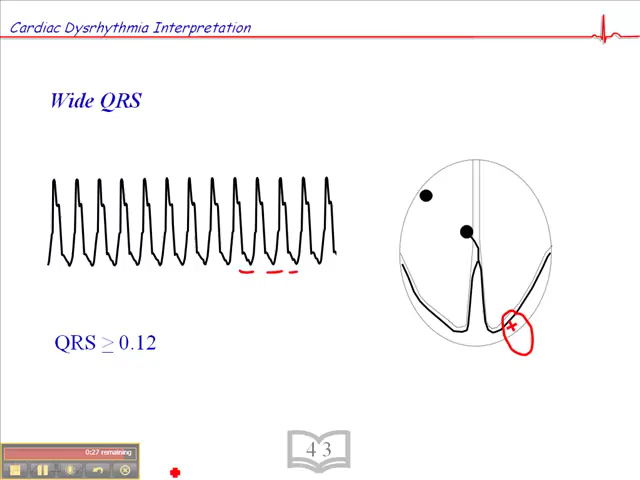 Cardiac Dysrhythmia Interpretation
Wide QRS
QRS ≥ 0.12
43
0:27 remaining